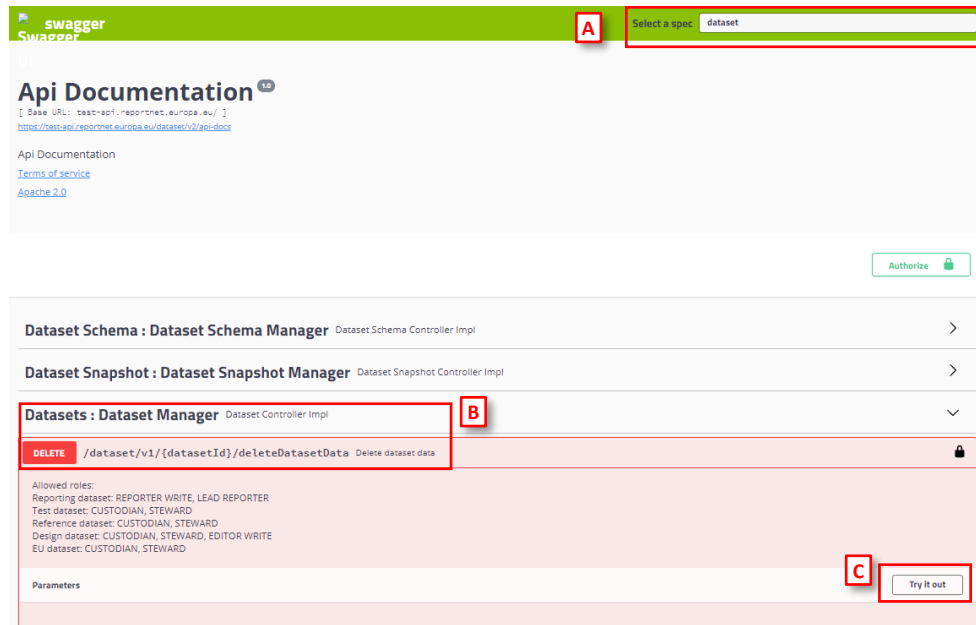 swagger
Swagger
UI
A
Select a spec dataset
Api Documentation 1.0
[ Base URL: test-api.reportnet.europa.eu/ ]
https://test-api.reportnet.europa.eu/dataset/v2/api-docs
Api Documentation
Terms of service
Apache 2.0
Authorize
Dataset Schema : Dataset Schema Manager Dataset Schema Controller Impl
Dataset Snapshot : Dataset Snapshot Manager Dataset Snapshot Controller Impl
Datasets : Dataset Manager Dataset Controller Impl
B
DELETE /dataset/v1/{datasetId}/deleteDatasetData Delete dataset data
Allowed roles:
Reporting dataset: REPORTER WRITE, LEAD REPORTER
Test dataset: CUSTODIAN, STEWARD
Reference dataset: CUSTODIAN, STEWARD
Design dataset: CUSTODIAN, STEWARD, EDITOR WRITE
EU dataset: CUSTODIAN, STEWARD
C
Parameters
Try it out